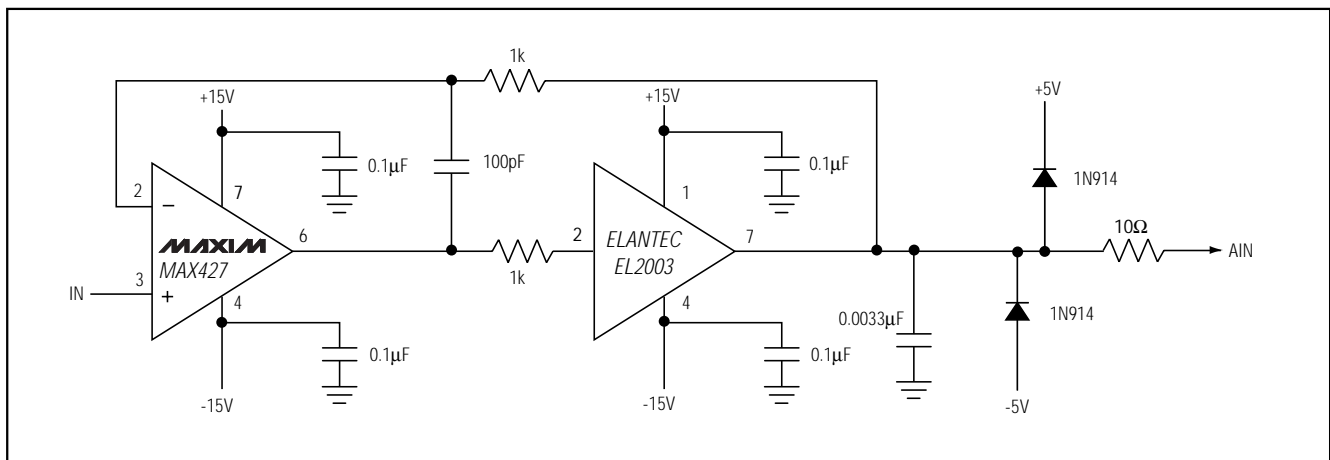 1k
+15V
+15V
+5V
0.1µF
100pF
0.1µF
1N914
2
7
1
−
MAXIM
MAX427
6
2
ELANTEC
EL2003
7
10Ω
AIN
3
+
IN
1k
4
4
0.0033µF
1N914
0.1µF
0.1µF
-15V
-15V
-5V